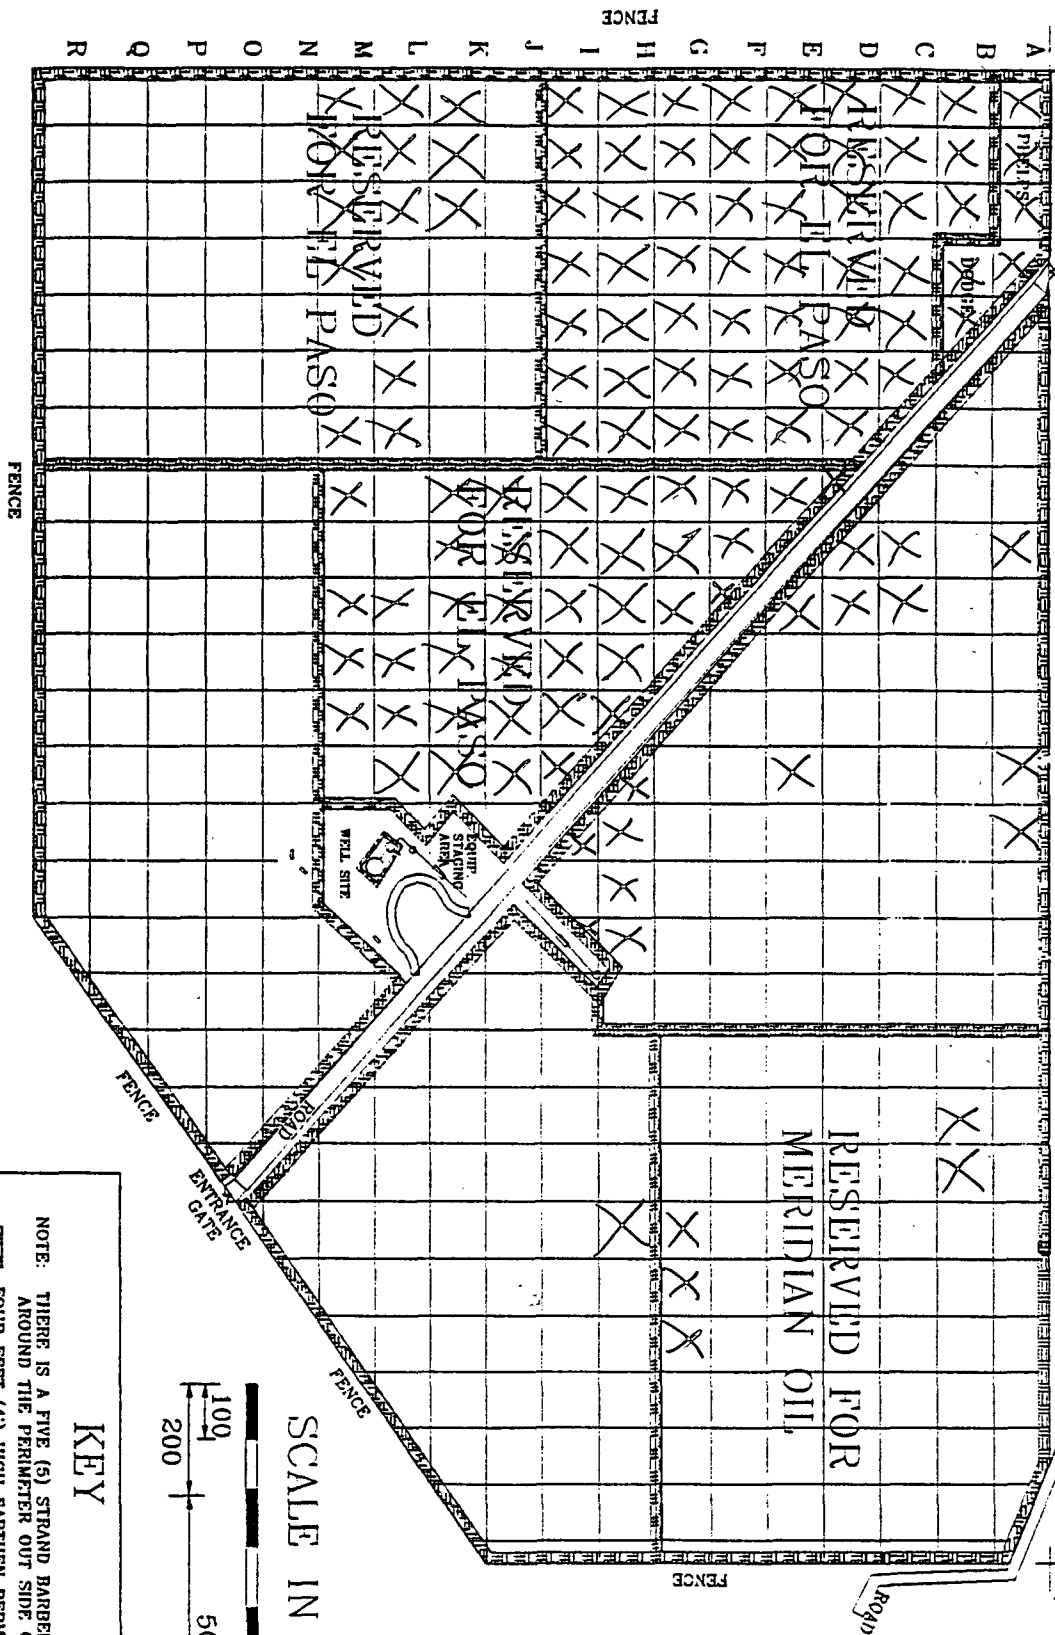 FENCE
R Q P O N M L K J I H G F E D C B A
PHELPS
DODGE
RESERVED
FOR EL PASO
RESERVED
FOR EL PASO
RESERVED
FOR EL PASO
FENCE
EQUIP
STAGING
AREA
WELL SITE
ROAD
FENCE
ENTRANCE
GATE
FENCE
RESERVED FOR
MERIDIAN OIL
FENCE
ROAD
SCALE IN
100
200
KEY
NOTE: THERE IS A FIVE (5) STRAND
AROUND THE PERIMETER OUT SIDE